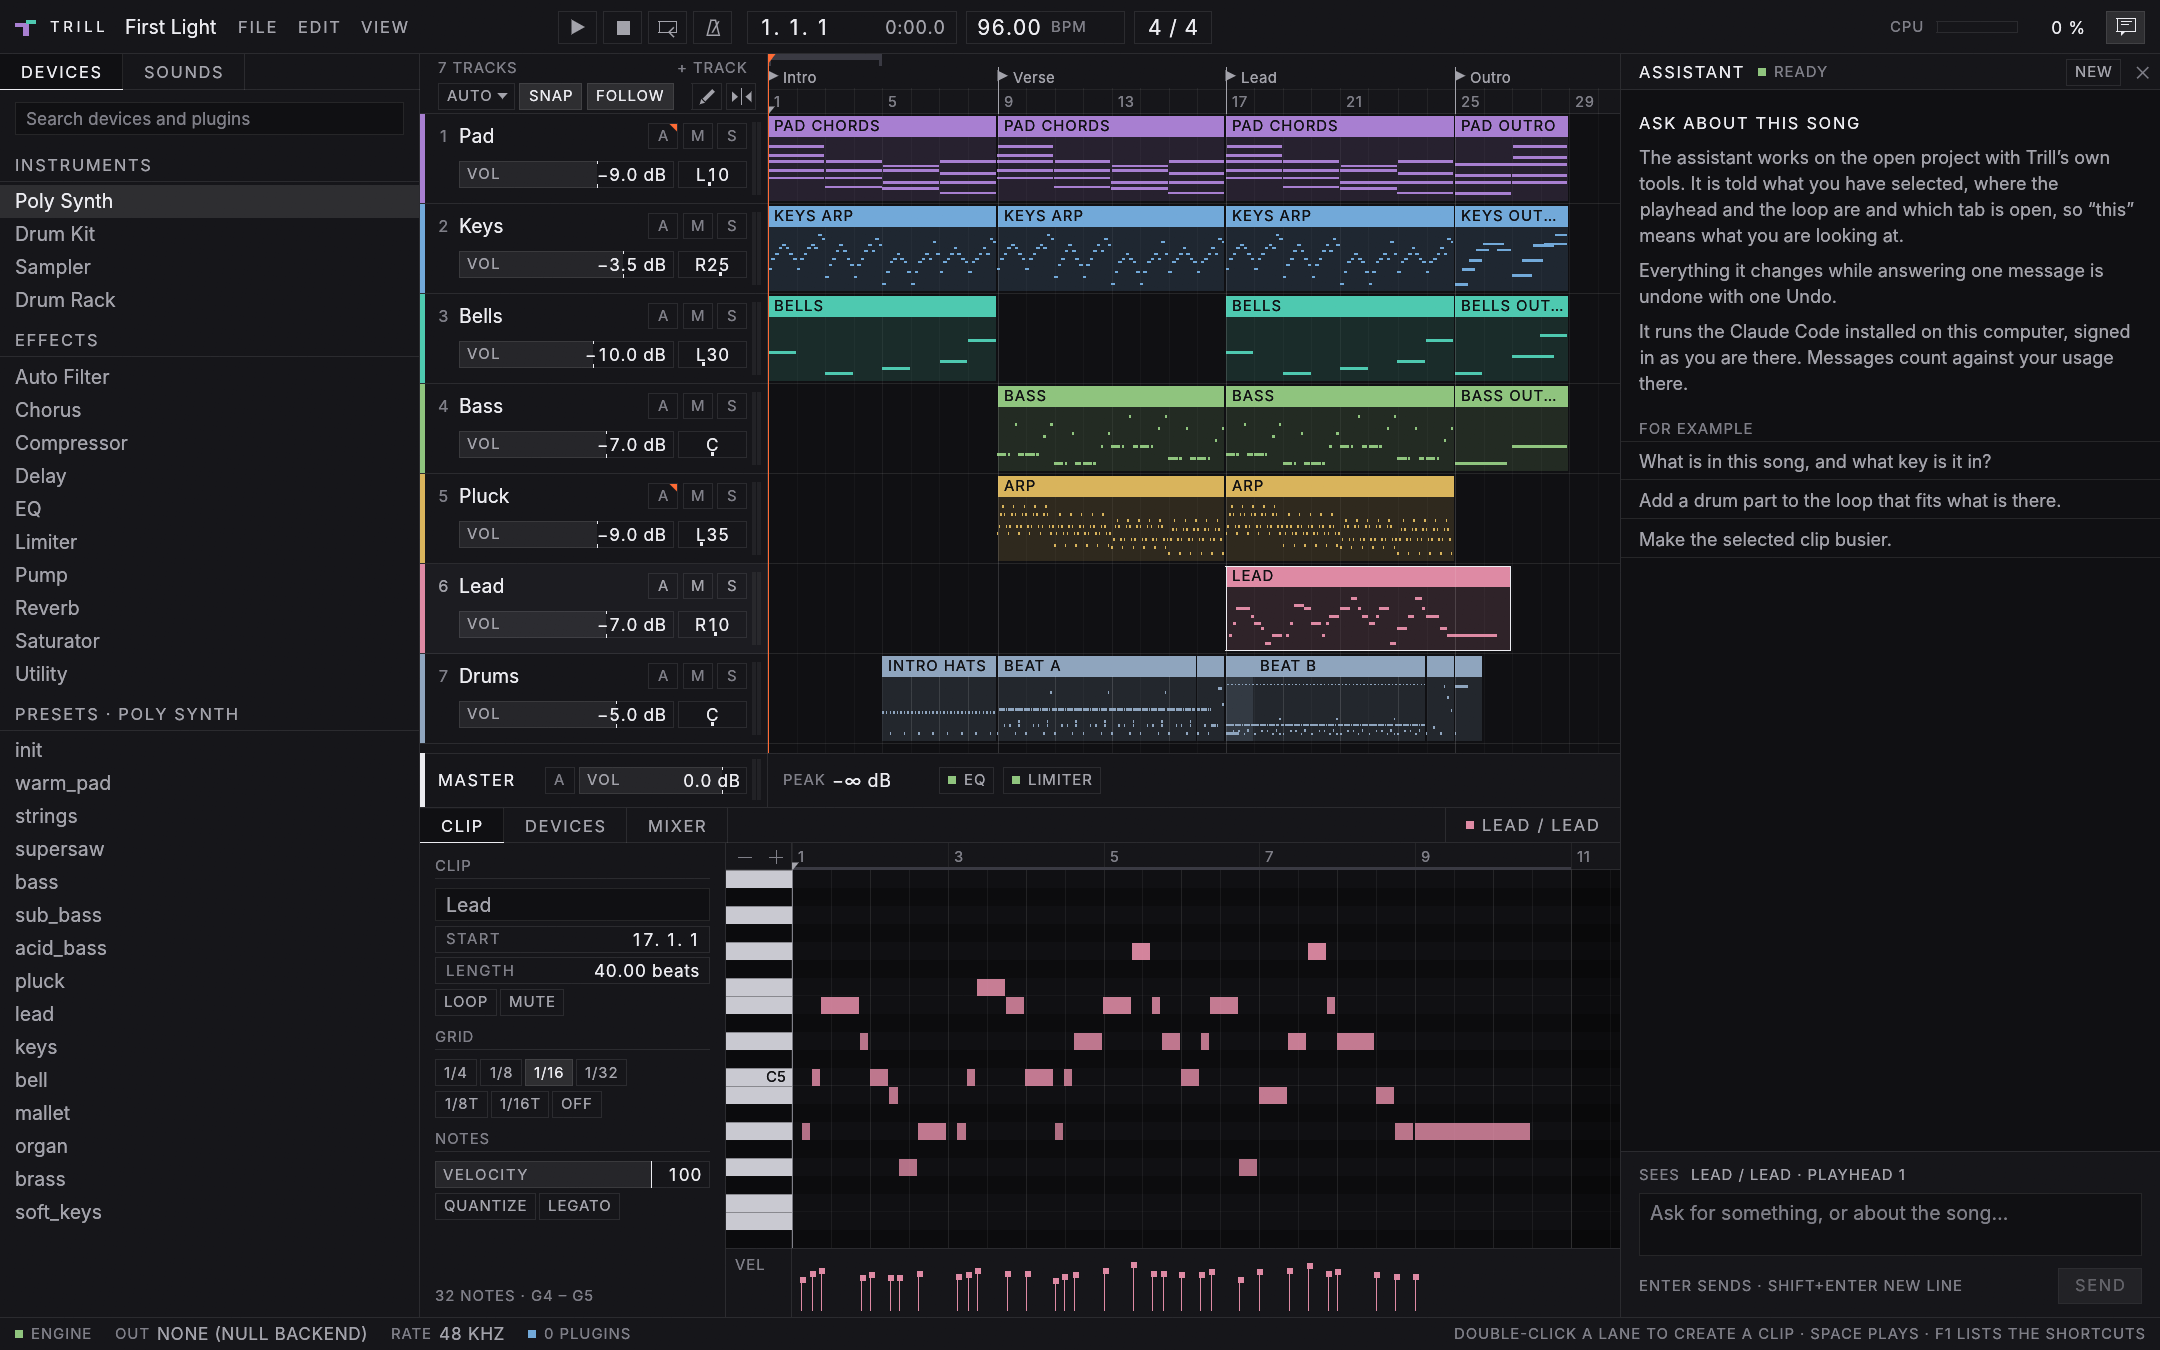 TRILL First Light FILE EDIT VIEW 1. 1. 1 0:00.0 96.00 BPM 4 / 4 CPU 0 %
DEVICES SOUNDS
Search devices and plugins
INSTRUMENTS
Poly Synth
Drum Kit
Sampler
Drum Rack
EFFECTS
Auto Filter
Chorus
Compressor
Delay
EQ
Limiter
Pump
Reverb
Saturator
Utility
PRESETS · POLY SYNTH
init
warm_pad
strings
supersaw
bass
sub_bass
acid_bass
pluck
lead
keys
bell
mallet
organ
brass
soft_keys
7 TRACKS + TRACK
AUTO SNAP FOLLOW
Intro Verse Lead Outro
1 5 9 13 17 21 25 29
1 Pad A M S
VOL −9.0 dB L10
PAD CHORDS PAD CHORDS PAD CHORDS PAD OUTRO
2 Keys A M S
VOL −3.5 dB R25
KEYS ARP KEYS ARP KEYS ARP KEYS OUT...
3 Bells A M S
VOL −10.0 dB L30
BELLS BELLS BELLS OUT...
4 Bass A M S
VOL −7.0 dB C
BASS BASS BASS OUT...
5 Pluck A M S
VOL −9.0 dB L35
ARP ARP
6 Lead A M S
VOL −7.0 dB R10
LEAD
7 Drums A M S
VOL −5.0 dB C
INTRO HATS BEAT A BEAT B
MASTER A VOL 0.0 dB PEAK −∞ dB EQ LIMITER
CLIP DEVICES MIXER LEAD / LEAD
CLIP
Lead
START 17. 1. 1
LENGTH 40.00 beats
LOOP MUTE
GRID
1/4 1/8 1/16 1/32
1/8T 1/16T OFF
NOTES
VELOCITY 100
QUANTIZE LEGATO
32 NOTES · G4 – G5
1 3 5 7 9 11
C5
VEL
ASSISTANT READY NEW
ASK ABOUT THIS SONG
The assistant works on the open project with Trill's own
tools. It is told what you have selected, where the
playhead and the loop are and which tab is open, so “this”
means what you are looking at.
Everything it changes while answering one message is
undone with one Undo.
It runs the Claude Code installed on this computer, signed
in as you are there. Messages count against your usage
there.
FOR EXAMPLE
What is in this song, and what key is it in?
Add a drum part to the loop that fits what is there.
Make the selected clip busier.
SEES LEAD / LEAD · PLAYHEAD 1
Ask for something, or about the song...
ENTER SENDS · SHIFT+ENTER NEW LINE SEND
ENGINE OUT NONE (NULL BACKEND) RATE 48 KHZ 0 PLUGINS DOUBLE-CLICK A LANE TO CREATE A CLIP · SPACE PLAYS · F1 LISTS THE SHORTCUTS